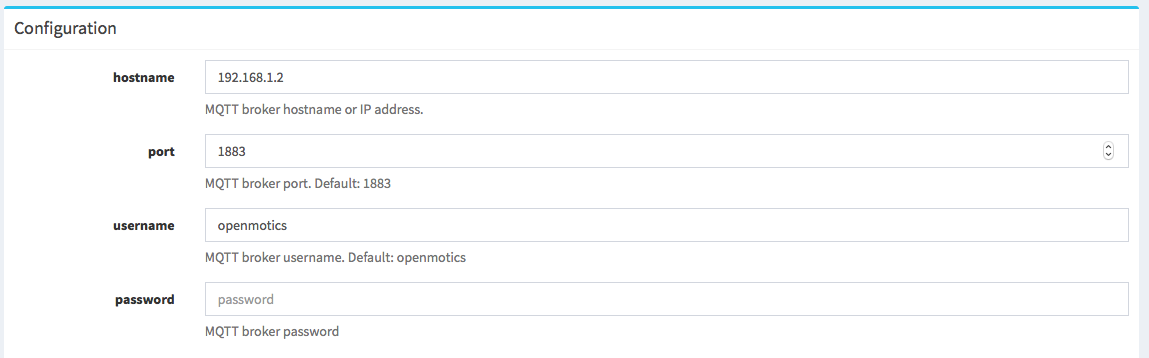 Configuration
hostname
192.168.1.2
MQTT broker hostname or IP address.
port
1883
MQTT broker port. Default: 1883
username
openmotics
MQTT broker username. Default: openmotics
password
password
MQTT broker password